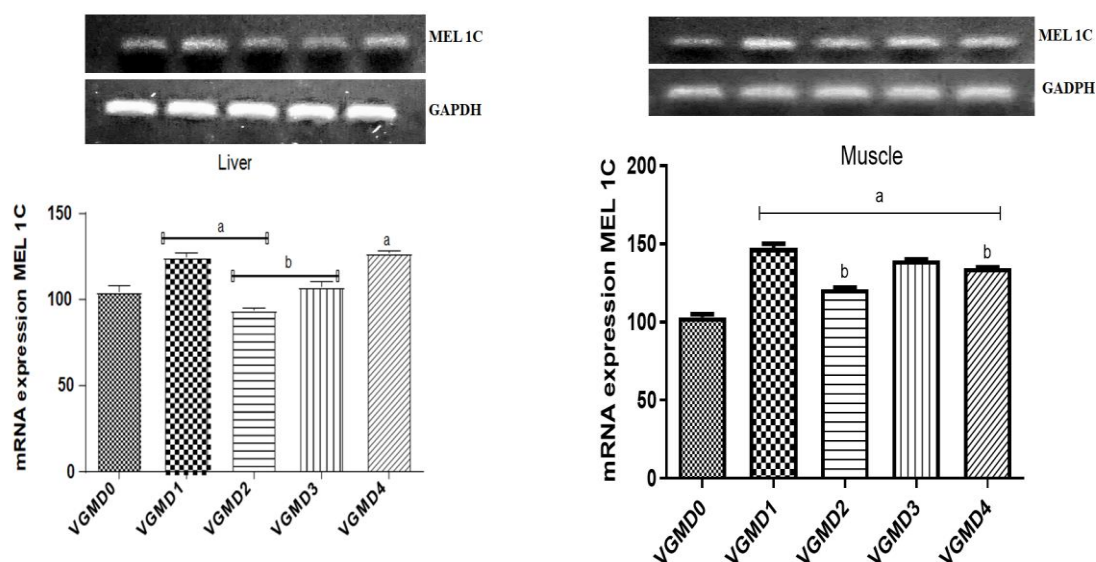 MEL 1C
GAPDH
Liver
mRNA expression MEL 1C
150
100
50
0
a
b
a
VGMD0
VGMD1
VGMD2
VGMD3
VGMD4
MEL 1C
GADPH
Muscle
mRNA expression MEL 1C
200
150
100
50
0
a
b
b
VGMD0
VGMD1
VGMD2
VGMD3
VGMD4